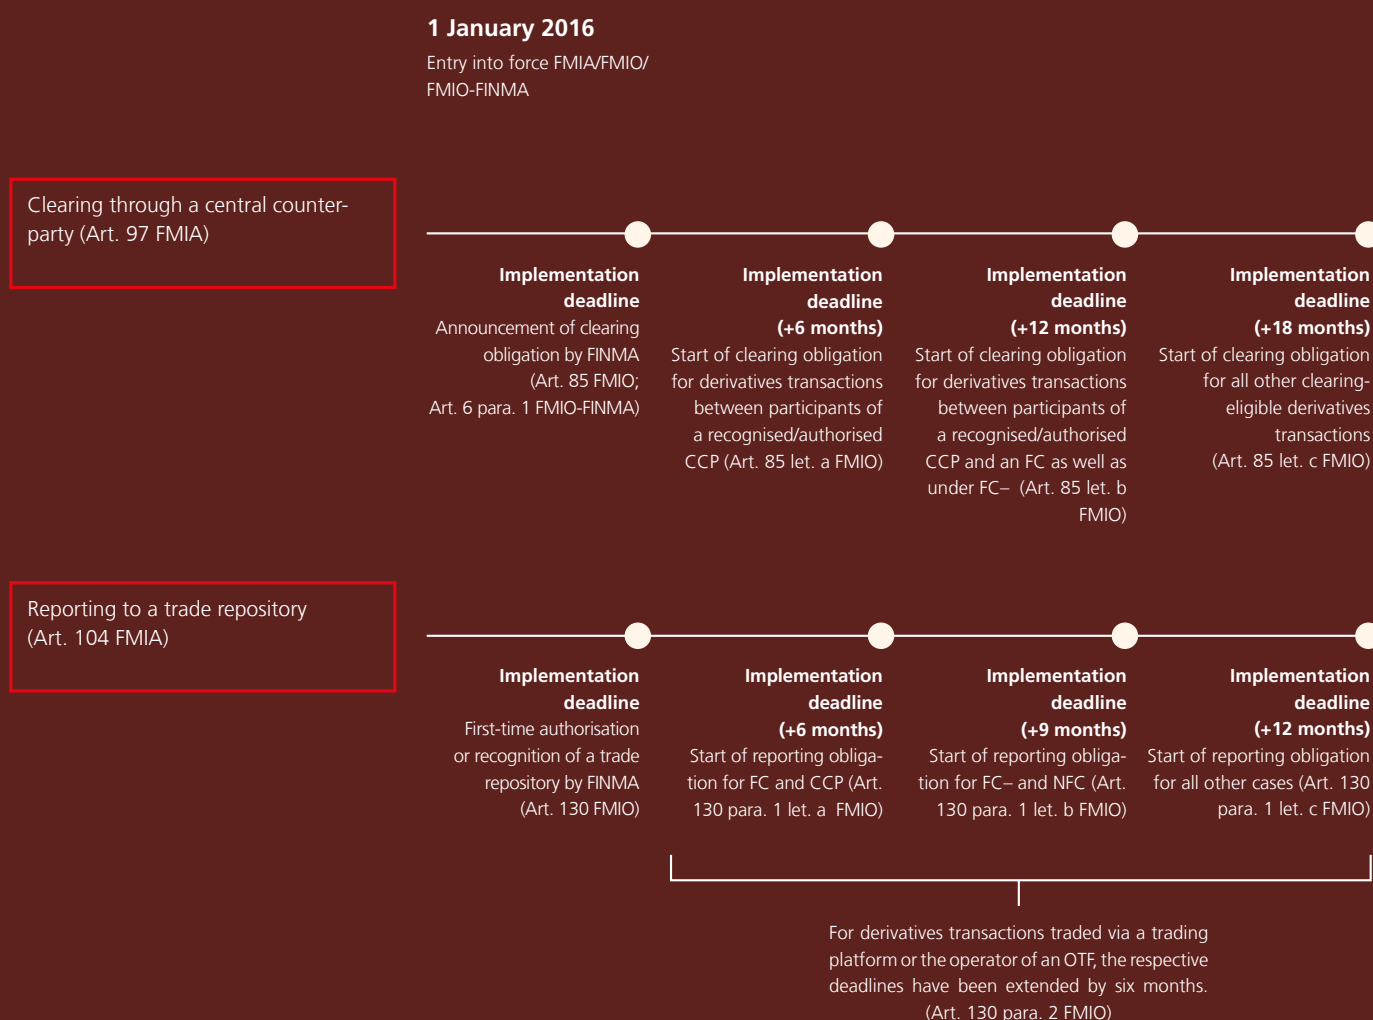 1 January 2016
Entry into force FMIA/FMIO/
FMIO-FINMA
Clearing through a central counter-
party (Art. 97 FMIA)
Implementation
deadline
Announcement of clearing
obligation by FINMA
(Art. 85 FMIO;
Art. 6 para. 1 FMIO-FINMA)
Implementation
deadline
(+6 months)
Start of clearing obligation
for derivatives transactions
between participants of
a recognised/authorised
CCP (Art. 85 let. a FMIO)
Implementation
deadline
(+12 months)
Start of clearing obligation
for derivatives transactions
between participants of
a recognised/authorised
CCP and an FC as well as
under FC– (Art. 85 let. b
FMIO)
Implementation
deadline
(+18 months)
Start of clearing obligation
for all other clearing-
eligible derivatives
transactions
(Art. 85 let. c FMIO)
Reporting to a trade repository
(Art. 104 FMIA)
Implementation
deadline
First-time authorisation
or recognition of a trade
repository by FINMA
(Art. 130 FMIO)
Implementation
deadline
(+6 months)
Start of reporting obliga-
tion for FC and CCP (Art.
130 para. 1 let. a FMIO)
Implementation
deadline
(+9 months)
Start of reporting obliga-
tion for FC– and NFC (Art.
130 para. 1 let. b FMIO)
Implementation
deadline
(+12 months)
Start of reporting obligation
for all other cases (Art. 130
para. 1 let. c FMIO)
For derivatives transactions traded via a trading
platform or the operator of an OTF, the respective
deadlines have been extended by six months.
(Art. 130 para. 2 FMIO)